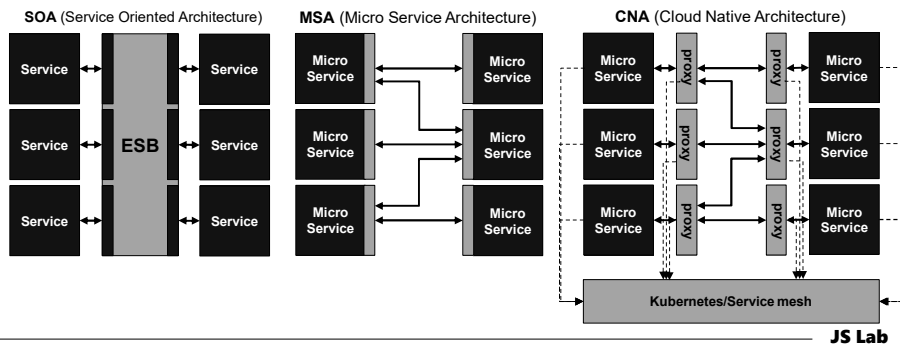 SOA (Service Oriented Architecture)
Service
Service
Service
ESB
Service
Service
Service
MSA (Micro Service Architecture)
Micro
Service
Micro
Service
Micro
Service
Micro
Service
Micro
Service
Micro
Service
CNA (Cloud Native Architecture)
Micro
Service
proxy
proxy
Micro
Service
Micro
Service
proxy
proxy
Micro
Service
Micro
Service
proxy
proxy
Micro
Service
Kubernetes/Service mesh
JS Lab